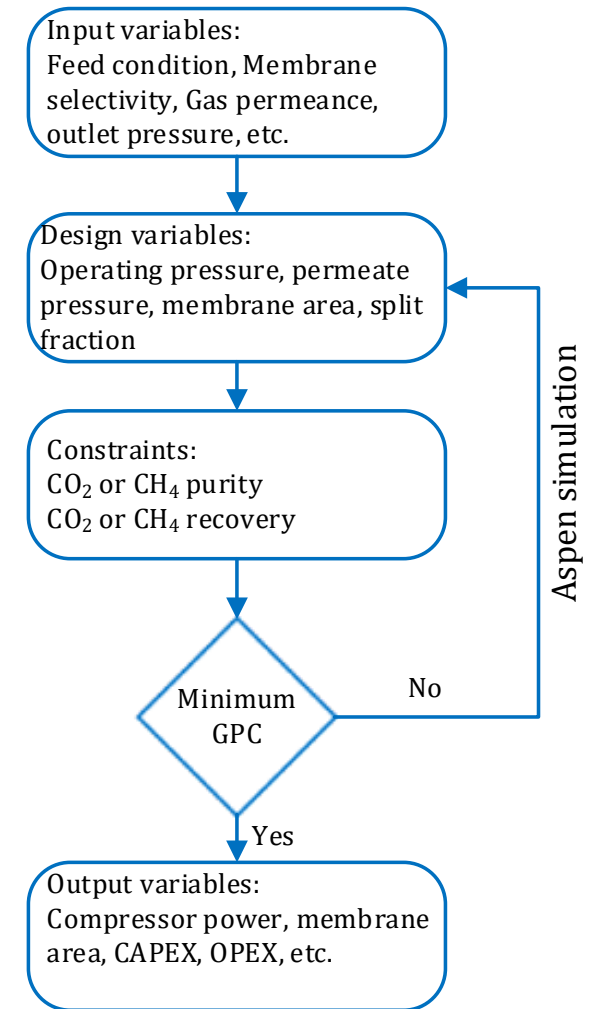 Input variables:
Feed condition, Membrane
selectivity, Gas permeance,
outlet pressure, etc.
Design variables:
Operating pressure, permeate
pressure, membrane area, split
fraction
Constraints:
CO₂ or CH₄ purity
CO₂ or CH₄ recovery
Minimum
GPC
No
Aspen simulation
Yes
Output variables:
Compressor power, membrane
area, CAPEX, OPEX, etc.